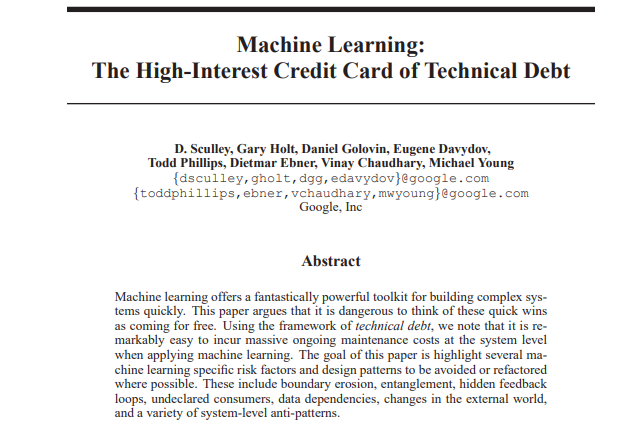 Machine Learning:
The High-Interest Credit Card of Technical Debt
D. Sculley, Gary Holt, Daniel Golovin, Eugene Davydov,
Todd Phillips, Dietmar Ebner, Vinay Chaudhary, Michael Young
{dsculley,gholt,dgg,edavydov}@google.com
{toddphillips,ebner,vchaudhary,mwyoung}@google.com
Google, Inc
Abstract
Machine learning offers a fantastically powerful toolkit for building complex sys-
tems quickly. This paper argues that it is dangerous to think of these quick wins
as coming for free. Using the framework of technical debt, we note that it is re-
markably easy to incur massive ongoing maintenance costs at the system level
when applying machine learning. The goal of this paper is highlight several ma-
chine learning specific risk factors and design patterns to be avoided or refactored
where possible. These include boundary erosion, entanglement, hidden feedback
loops, undeclared consumers, data dependencies, changes in the external world,
and a variety of system-level anti-patterns.